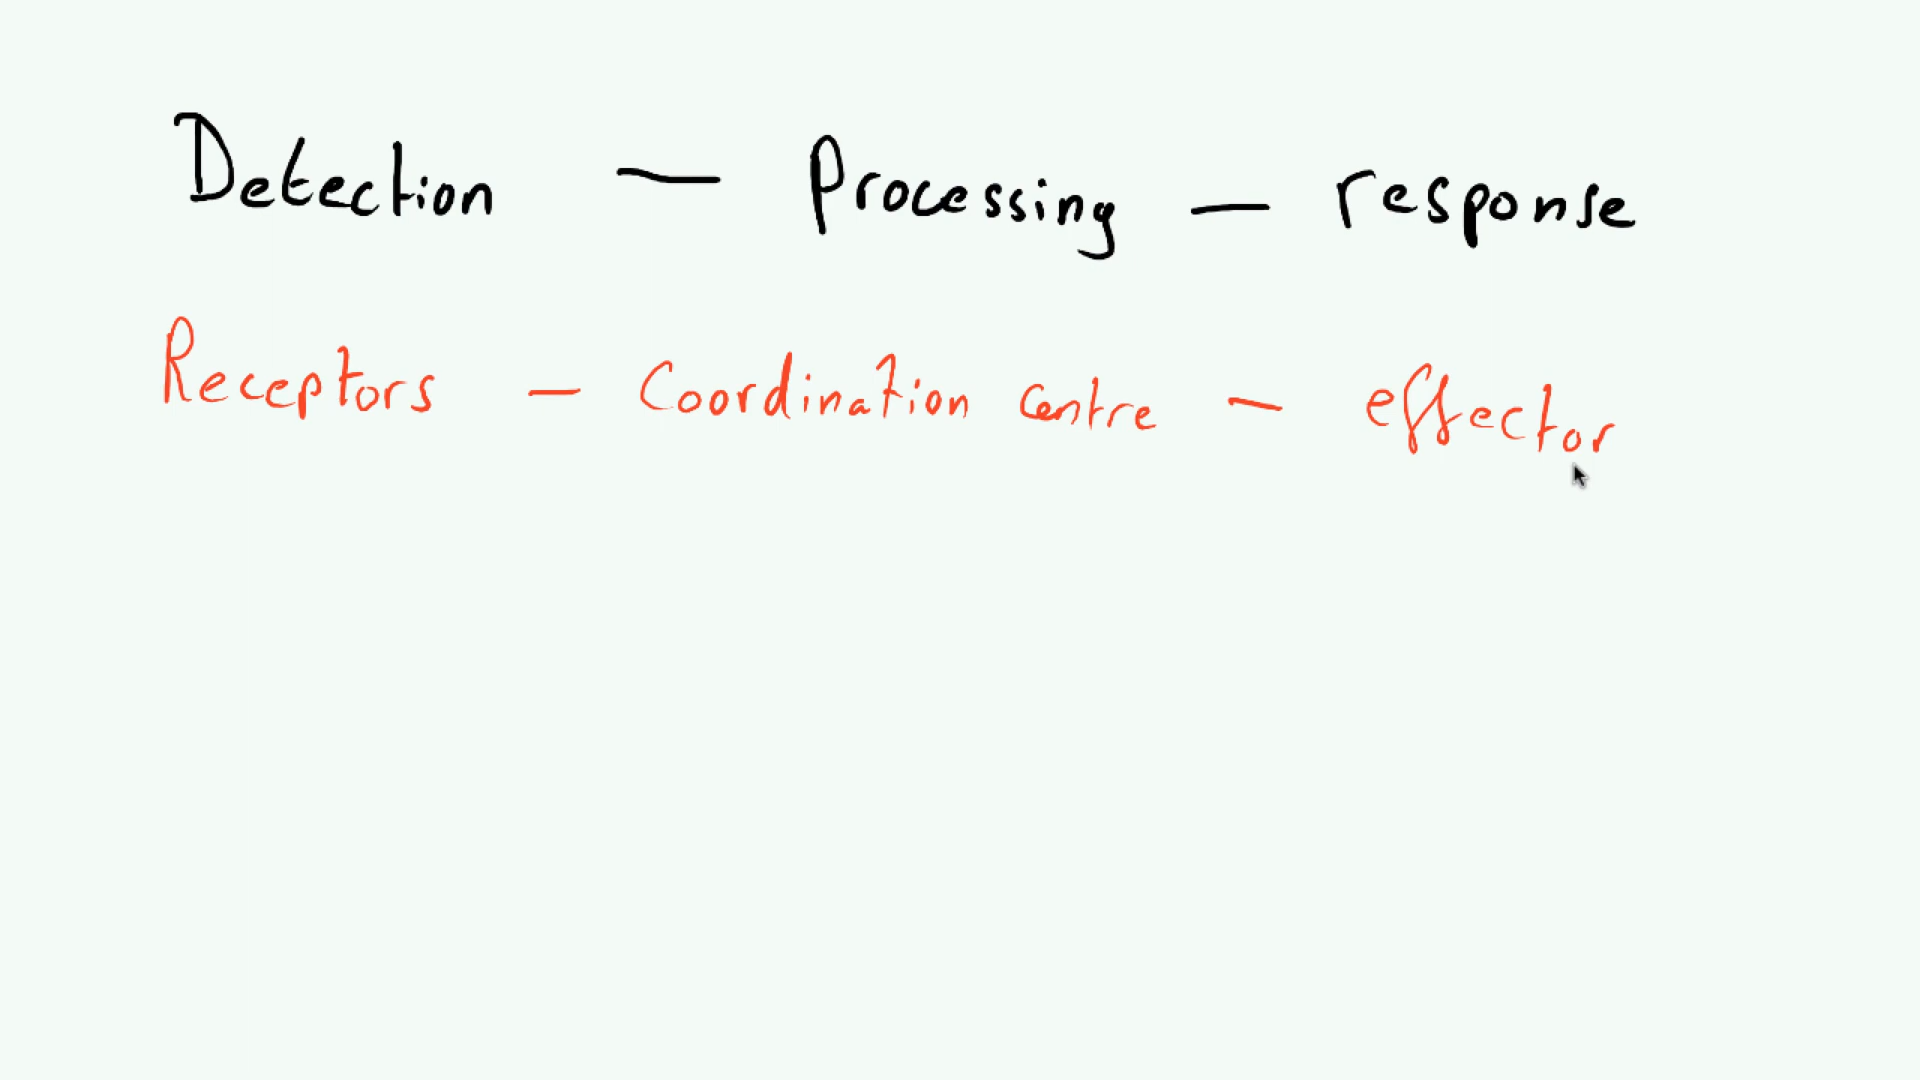 Detection — Processing — response
Receptors — Coordination centre — effector